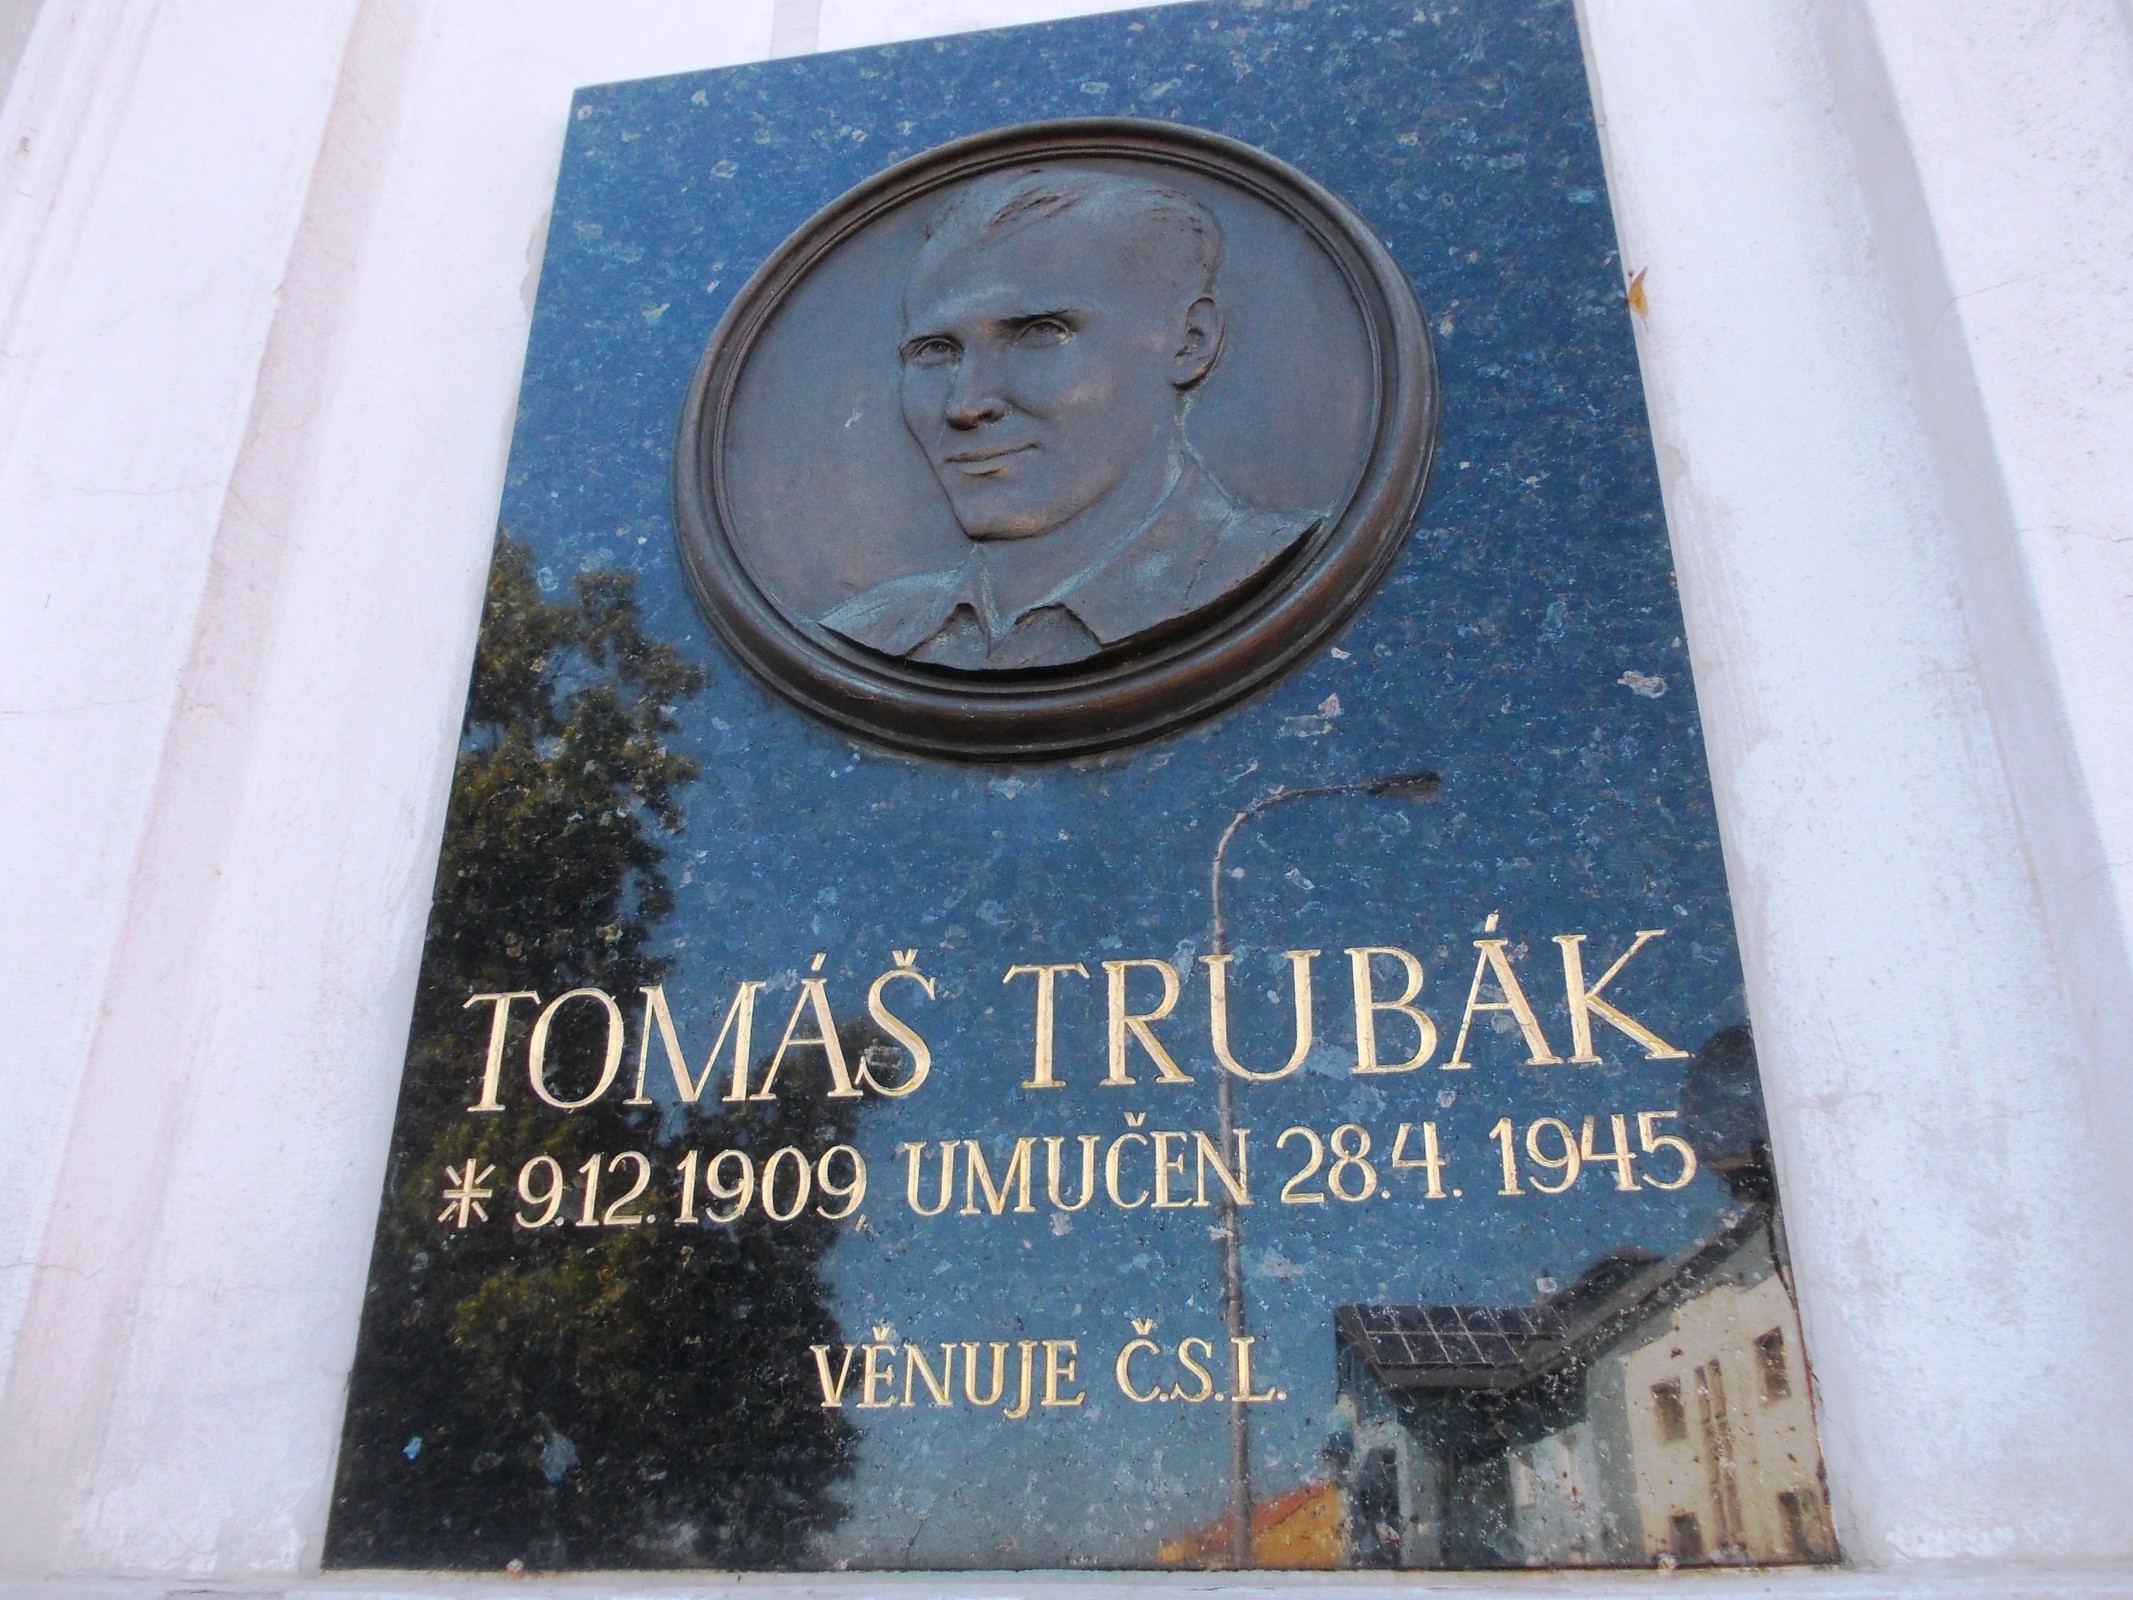 TOMÁŠ TRUBÁK
* 9.12.1909, UMUČEN 28.4. 1945
VĚNUJE Č.S.L.